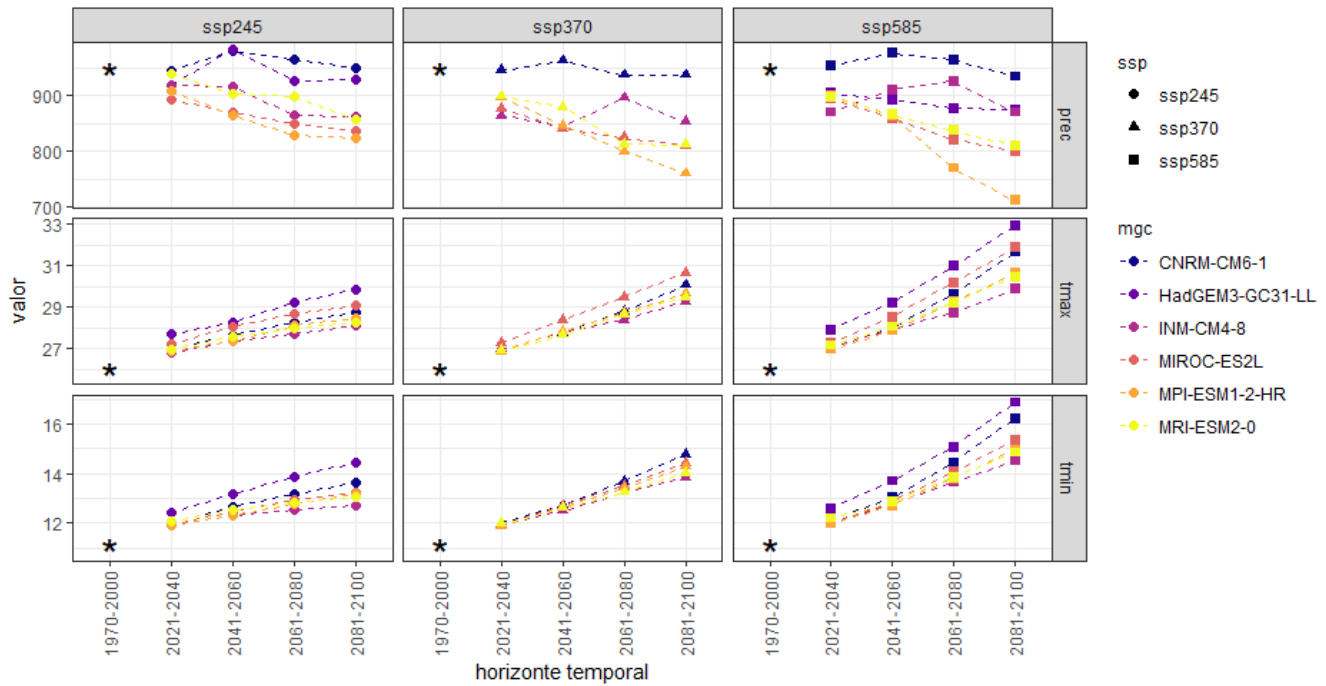 ssp245
ssp370
ssp585
900
800
700
prec
33
31
29
27
tmax
16
14
12
tmin
valor
1970-2000
2021-2040
2041-2060
2061-2080
2081-2100
1970-2000
2021-2040
2041-2060
2061-2080
2081-2100
1970-2000
2021-2040
2041-2060
2061-2080
2081-2100
horizonte temporal
ssp
ssp245
ssp370
ssp585
mgc
CNRM-CM6-1
HadGEM3-GC31-LL
INM-CM4-8
MIROC-ES2L
MPI-ESM1-2-HR
MRI-ESM2-0